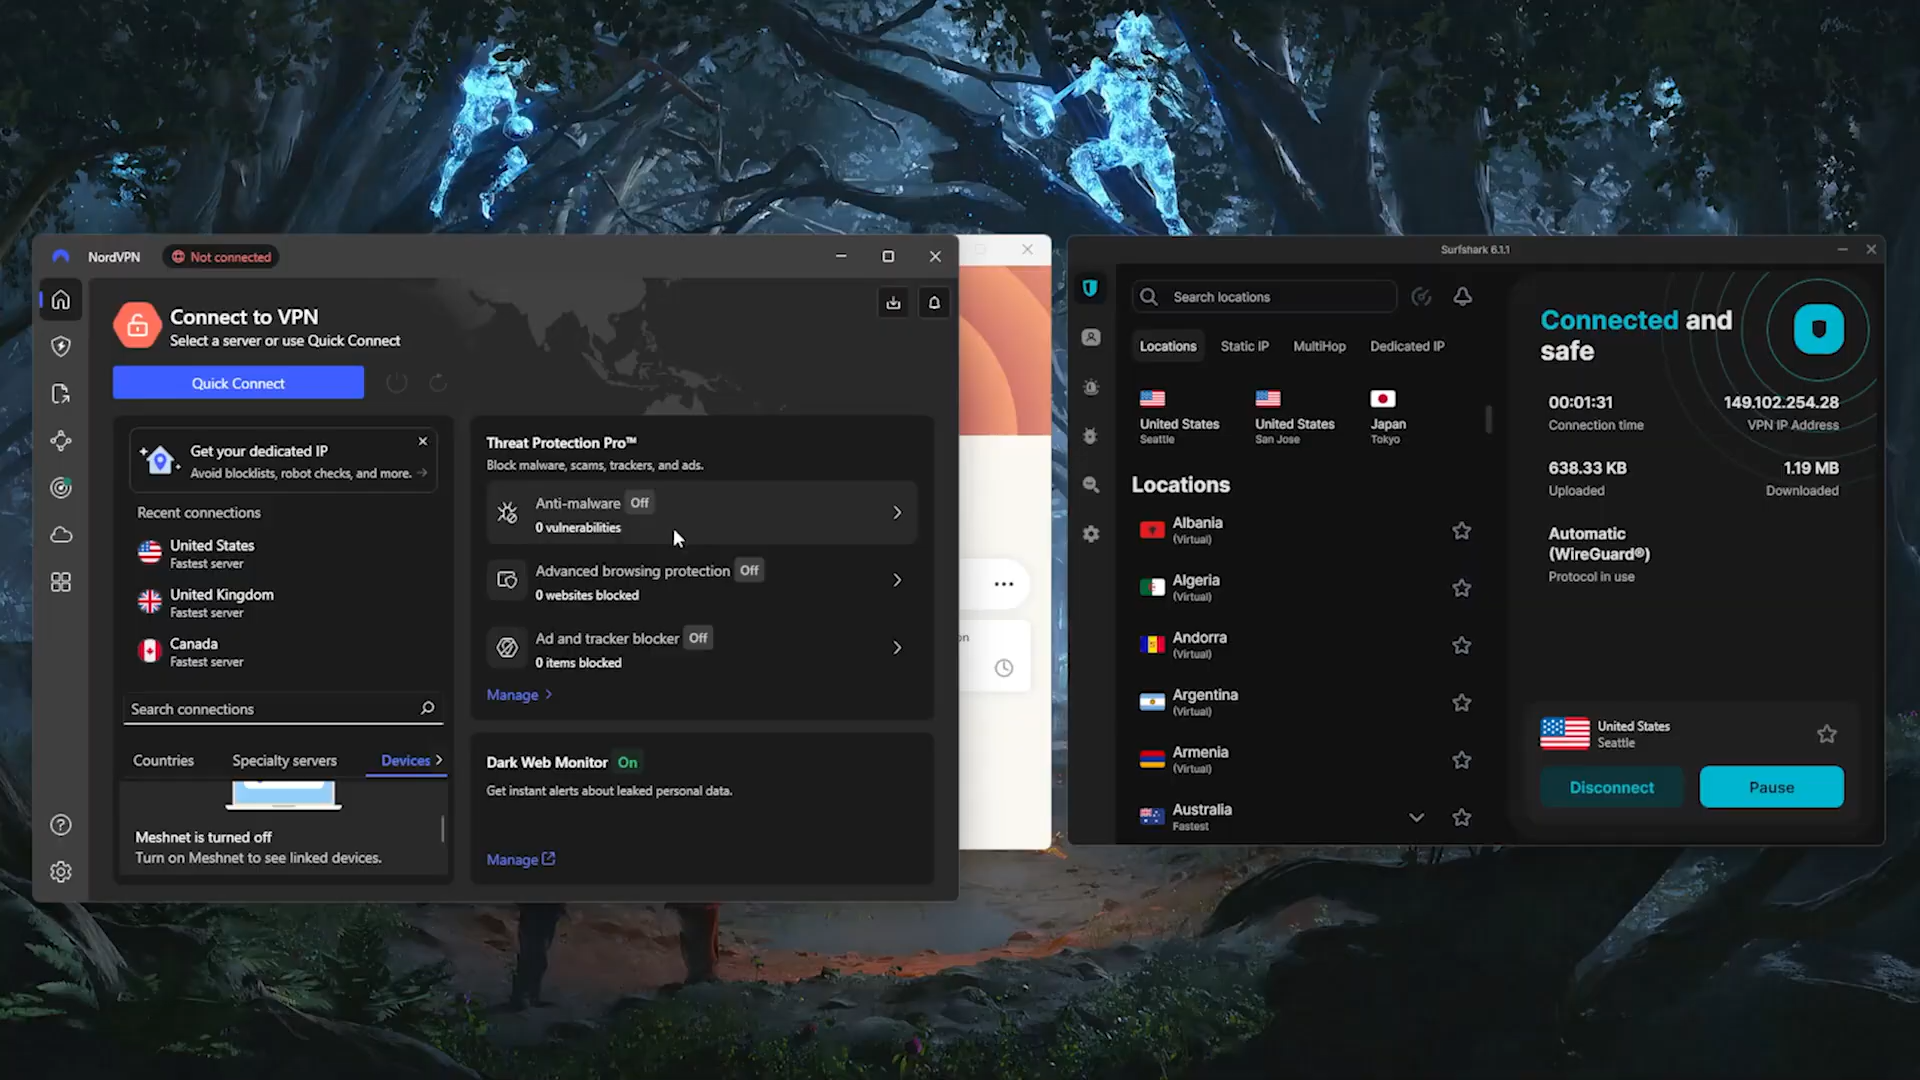 NordVPN
Not connected
Connect to VPN
Select a server or use Quick Connect
Quick Connect
Get your dedicated IP
Avoid blocklists, robot checks, and more.
Recent connections
United States
Fastest server
United Kingdom
Fastest server
Canada
Fastest server
Search connections
Countries
Specialty servers
Devices
Meshnet is turned off
Turn on Meshnet to see linked devices.
Threat Protection Pro™
Block malware, scams, trackers, and ads.
Anti-malware Off
0 vulnerabilities
Advanced browsing protection Off
0 websites blocked
Ad and tracker blocker Off
0 items blocked
Manage
Dark Web Monitor On
Get instant alerts about leaked personal data.
Manage
on
Surfshark 6.1.1
Search locations
Locations
Static IP
MultiHop
Dedicated IP
United States
Seattle
United States
San Jose
Japan
Tokyo
Locations
Albania
(Virtual)
Algeria
(Virtual)
Andorra
(Virtual)
Argentina
(Virtual)
Armenia
(Virtual)
Australia
Fastest
Connected and
safe
00:01:31
Connection time
149.102.254.28
VPN IP Address
638.33 KB
Uploaded
1.19 MB
Downloaded
Automatic
(WireGuard®)
Protocol in use
United States
Seattle
Disconnect
Pause